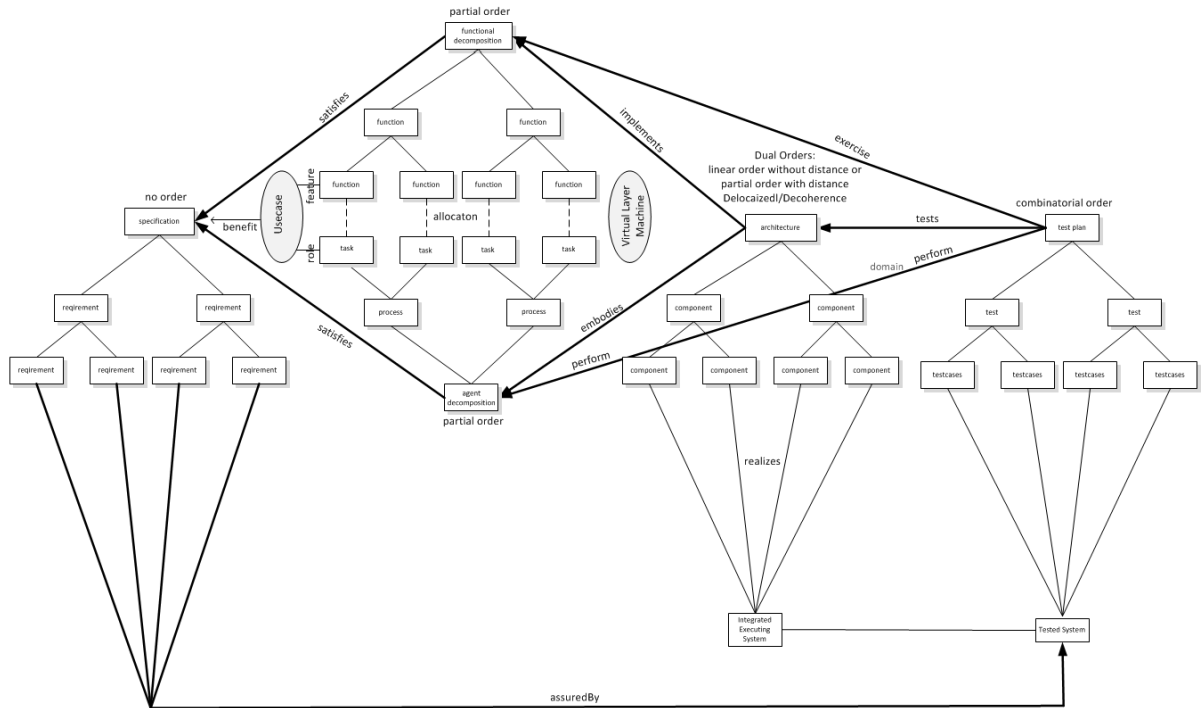 partial order
functional
decomposition
satisfies
implements
exercise
function
function
Dual Orders:
linear order without distance or
partial order with distance
Delocaizedl/Decoherence
no order
Usecase
feature
function
function
function
function
Virtual Layer
Machine
combinatorial order
specification
benefit
allocaton
architecture
tests
test plan
role
task
task
task
task
perform
domain
reqirement
reqirement
process
process
embodies
component
component
test
test
satisfies
perform
reqirement
reqirement
reqirement
reqirement
component
component
component
component
testcases
testcases
testcases
testcases
agent
decomposition
partial order
realizes
Integrated
Executing
System
Tested System
assuredBy